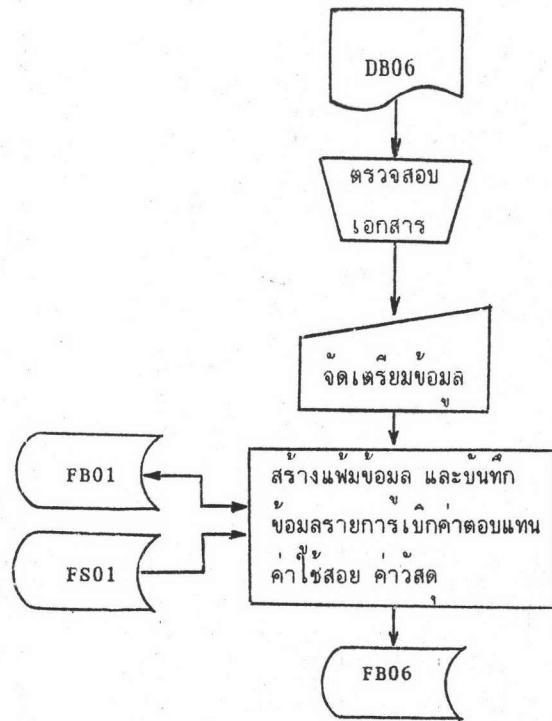 DB06
ตรวจสอบ
เอกสาร
จัดเตรียมข้อมูล
FB01
สร้างแฟ้มข้อมูล และบันทึก
ข้อมูลรายการเบิกค่าตอบแทน
FS01
ค่าใช้สอย ค่าวัสดุ
FB06